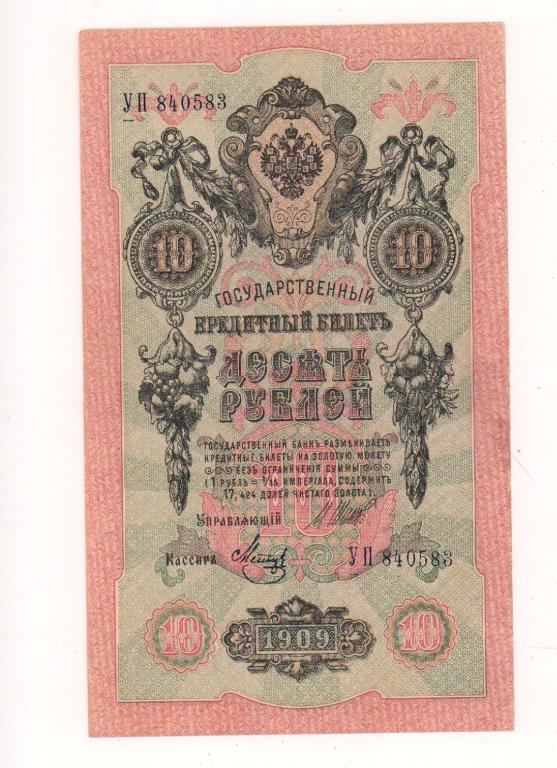 УП 840583
10 10
ГОСУДАРСТВЕННЫЙ
КРЕДИТНЫЙ БИЛЕТЪ
ДЕСЯТЬ
РУБЛЕЙ
ГОСУДАРСТВЕННЫЙ БАНКЪ РАЗМѢНИВАЕТЪ
КРЕДИТНЫЕ БИЛЕТЫ НА ЗОЛОТУЮ МОНЕТУ
БЕЗЪ ОГРАНИЧЕНІЯ СУММЫ
(1 РУБЛЬ = 1/15 ИМПЕРІАЛА, СОДЕРЖИТЪ
17,424 ДОЛЕЙ ЧИСТАГО ЗОЛОТА).
10
УПРАВЛЯЮЩІЙ
КАССИРЪ УП 840583
10 1909 10